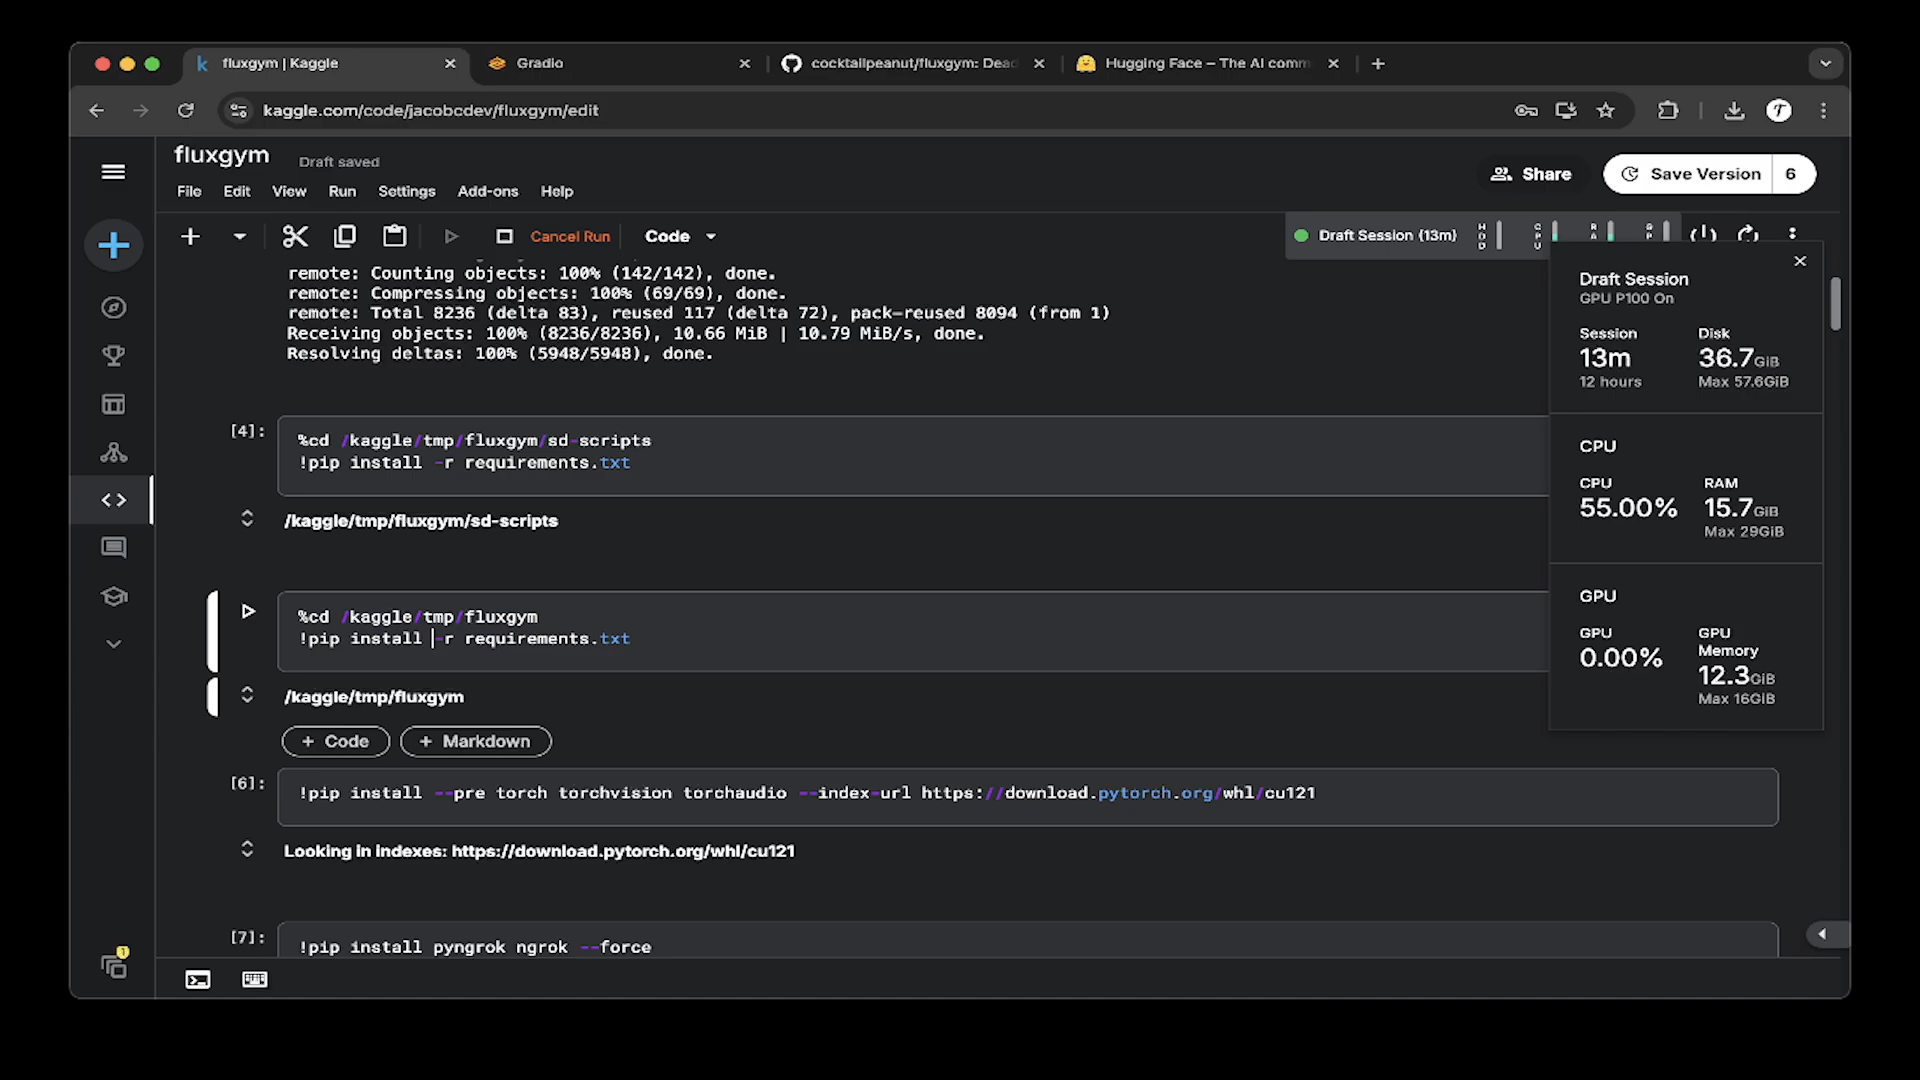 fluxgym | Kaggle
Gradio
cocktailpeanut/fluxgym: Dead
Hugging Face – The AI comm
kaggle.com/code/jacobcdev/fluxgym/edit
fluxgym
Draft saved
File Edit View Run Settings Add-ons Help
Share
Save Version 6
Cancel Run
Code
Draft Session (13m)
HDD
CPU
remote: Counting objects: 100% (142/142), done.
remote: Compressing objects: 100% (69/69), done.
remote: Total 8236 (delta 83), reused 117 (delta 72), pack-reused 8094 (from 1)
Receiving objects: 100% (8236/8236), 10.66 MiB | 10.79 MiB/s, done.
Resolving deltas: 100% (5948/5948), done.
[4]:
%cd /kaggle/tmp/fluxgym/sd-scripts
!pip install -r requirements.txt
/kaggle/tmp/fluxgym/sd-scripts
%cd /kaggle/tmp/fluxgym
!pip install -r requirements.txt
/kaggle/tmp/fluxgym
+ Code
+ Markdown
[6]:
!pip install --pre torch torchvision torchaudio --index-url https://download.pytorch.org/whl/cu121
Looking in indexes: https://download.pytorch.org/whl/cu121
[7]:
!pip install pyngrok ngrok --force
Draft Session
GPU P100 On
Session
13m
12 hours
Disk
36.7GiB
Max 57.6GiB
CPU
CPU
55.00%
RAM
15.7GiB
Max 29GiB
GPU
GPU
0.00%
GPU
Memory
12.3GiB
Max 16GiB
1